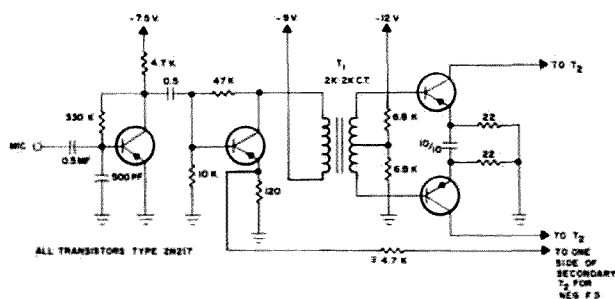 -7.5 V.
-9 V.
-12 V.
4.7 K
0.5
47 K
T1
2K:2K C.T.
TO T2
330 K
6.8 K
22
MIC
0.5 MF
10/10
22
500 PF
10 K.
120
6.8 K
TO T2
ALL TRANSISTORS TYPE 2N217
4.7 K
TO ONE
SIDE OF
SECONDARY
T2 FOR
NEG F B